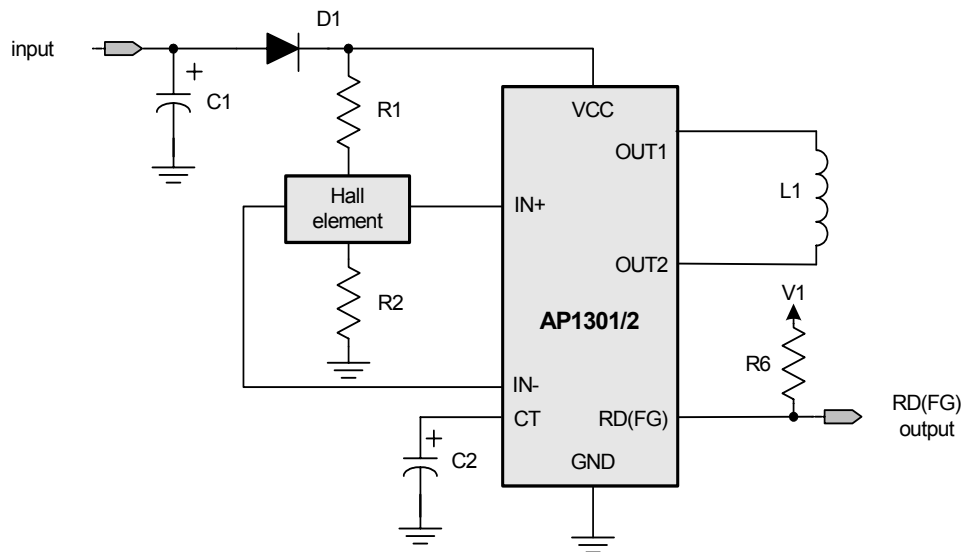 D1
input
+
C1
R1
VCC
OUT1
Hall
element
IN+
L1
OUT2
R2
V1
AP1301/2
R6
IN-
CT
RD(FG)
RD(FG)
output
+
C2
GND